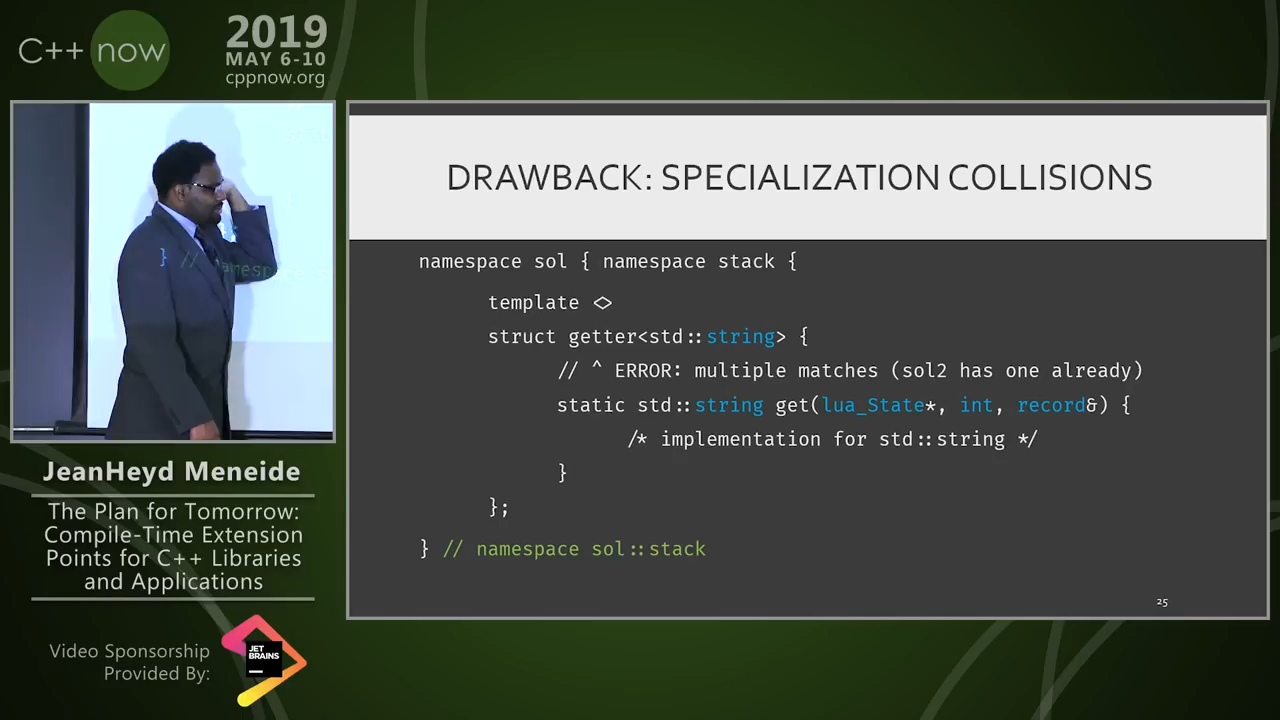 C++ now
2019
MAY 6-10
cppnow.org
DRAWBACK: SPECIALIZATION COLLISIONS
namespace sol { namespace stack {
template <>
struct getter<std::string> {
// ^ ERROR: multiple matches (sol2 has one already)
static std::string get(lua_State*, int, record&) {
/* implementation for std::string */
}
};
} // namespace sol::stack
25
} // namesp
JeanHeyd Meneide
The Plan for Tomorrow:
Compile-Time Extension
Points for C++ Libraries
and Applications
Video Sponsorship
Provided By:
JET
BRAINS